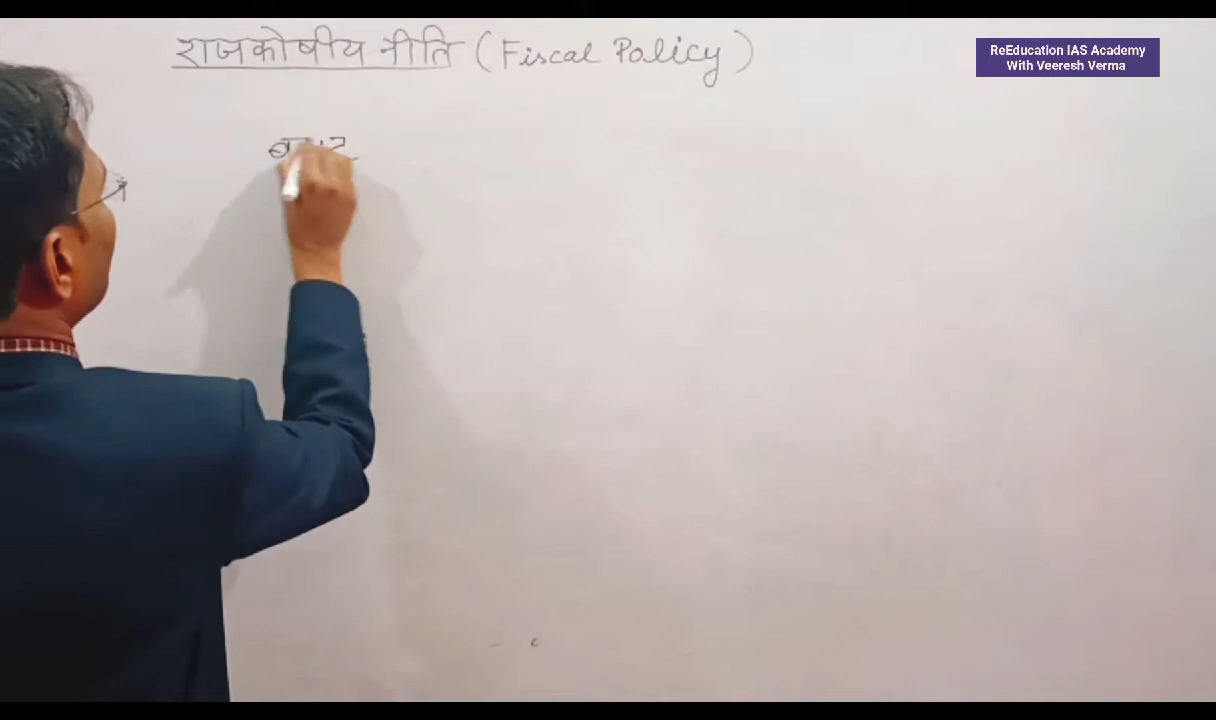 राजकोषीय नीति (Fiscal Policy)
ReEducation IAS Academy
With Veeresh Verma